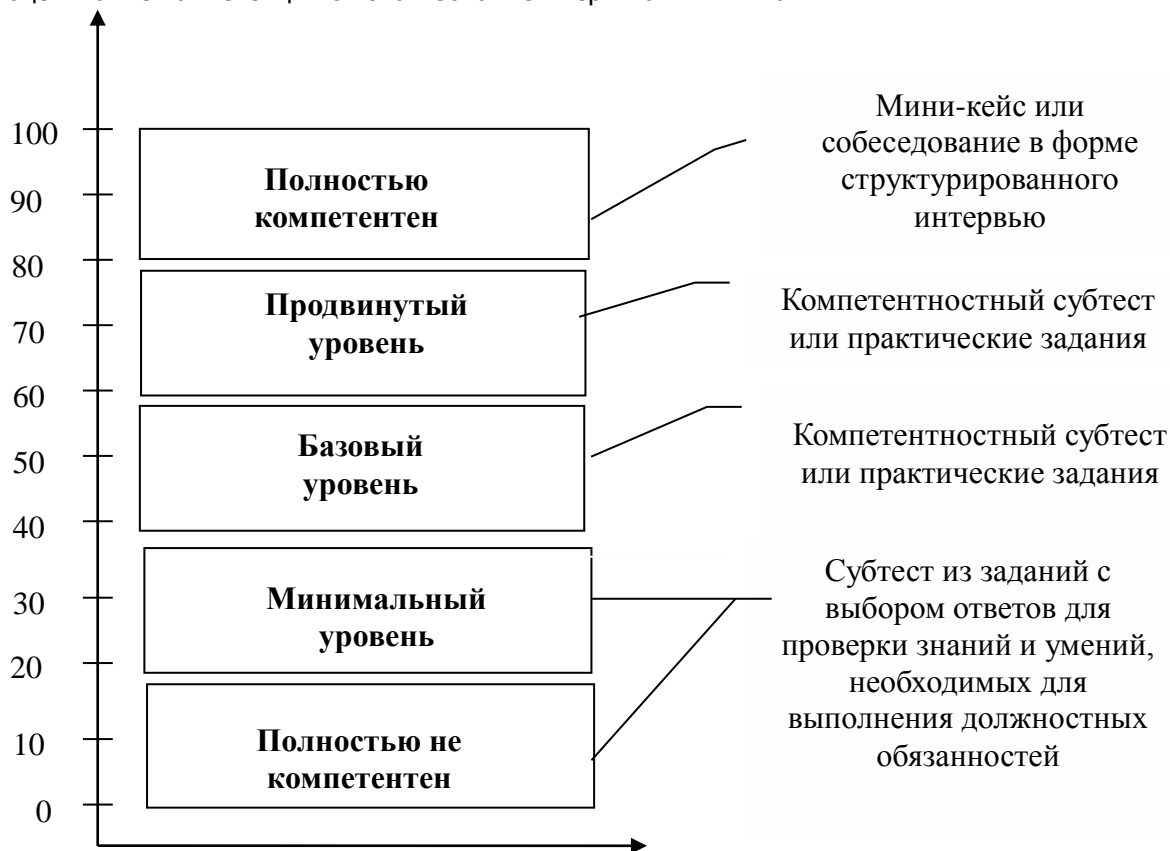 100
90
80
70
60
50
40
30
20
10
0
Полностью
компетентен
Продвинутый
уровень
Базовый
уровень
Минимальный
уровень
Полностью не
компетентен
Мини-кейс или
собеседование в форме
структурированного
интервью
Компетентностный субтест
или практические задания
Компетентностный субтест
или практические задания
Субтест из заданий с
выбором ответов для
проверки знаний и умений,
необходимых для
выполнения должностных
обязанностей